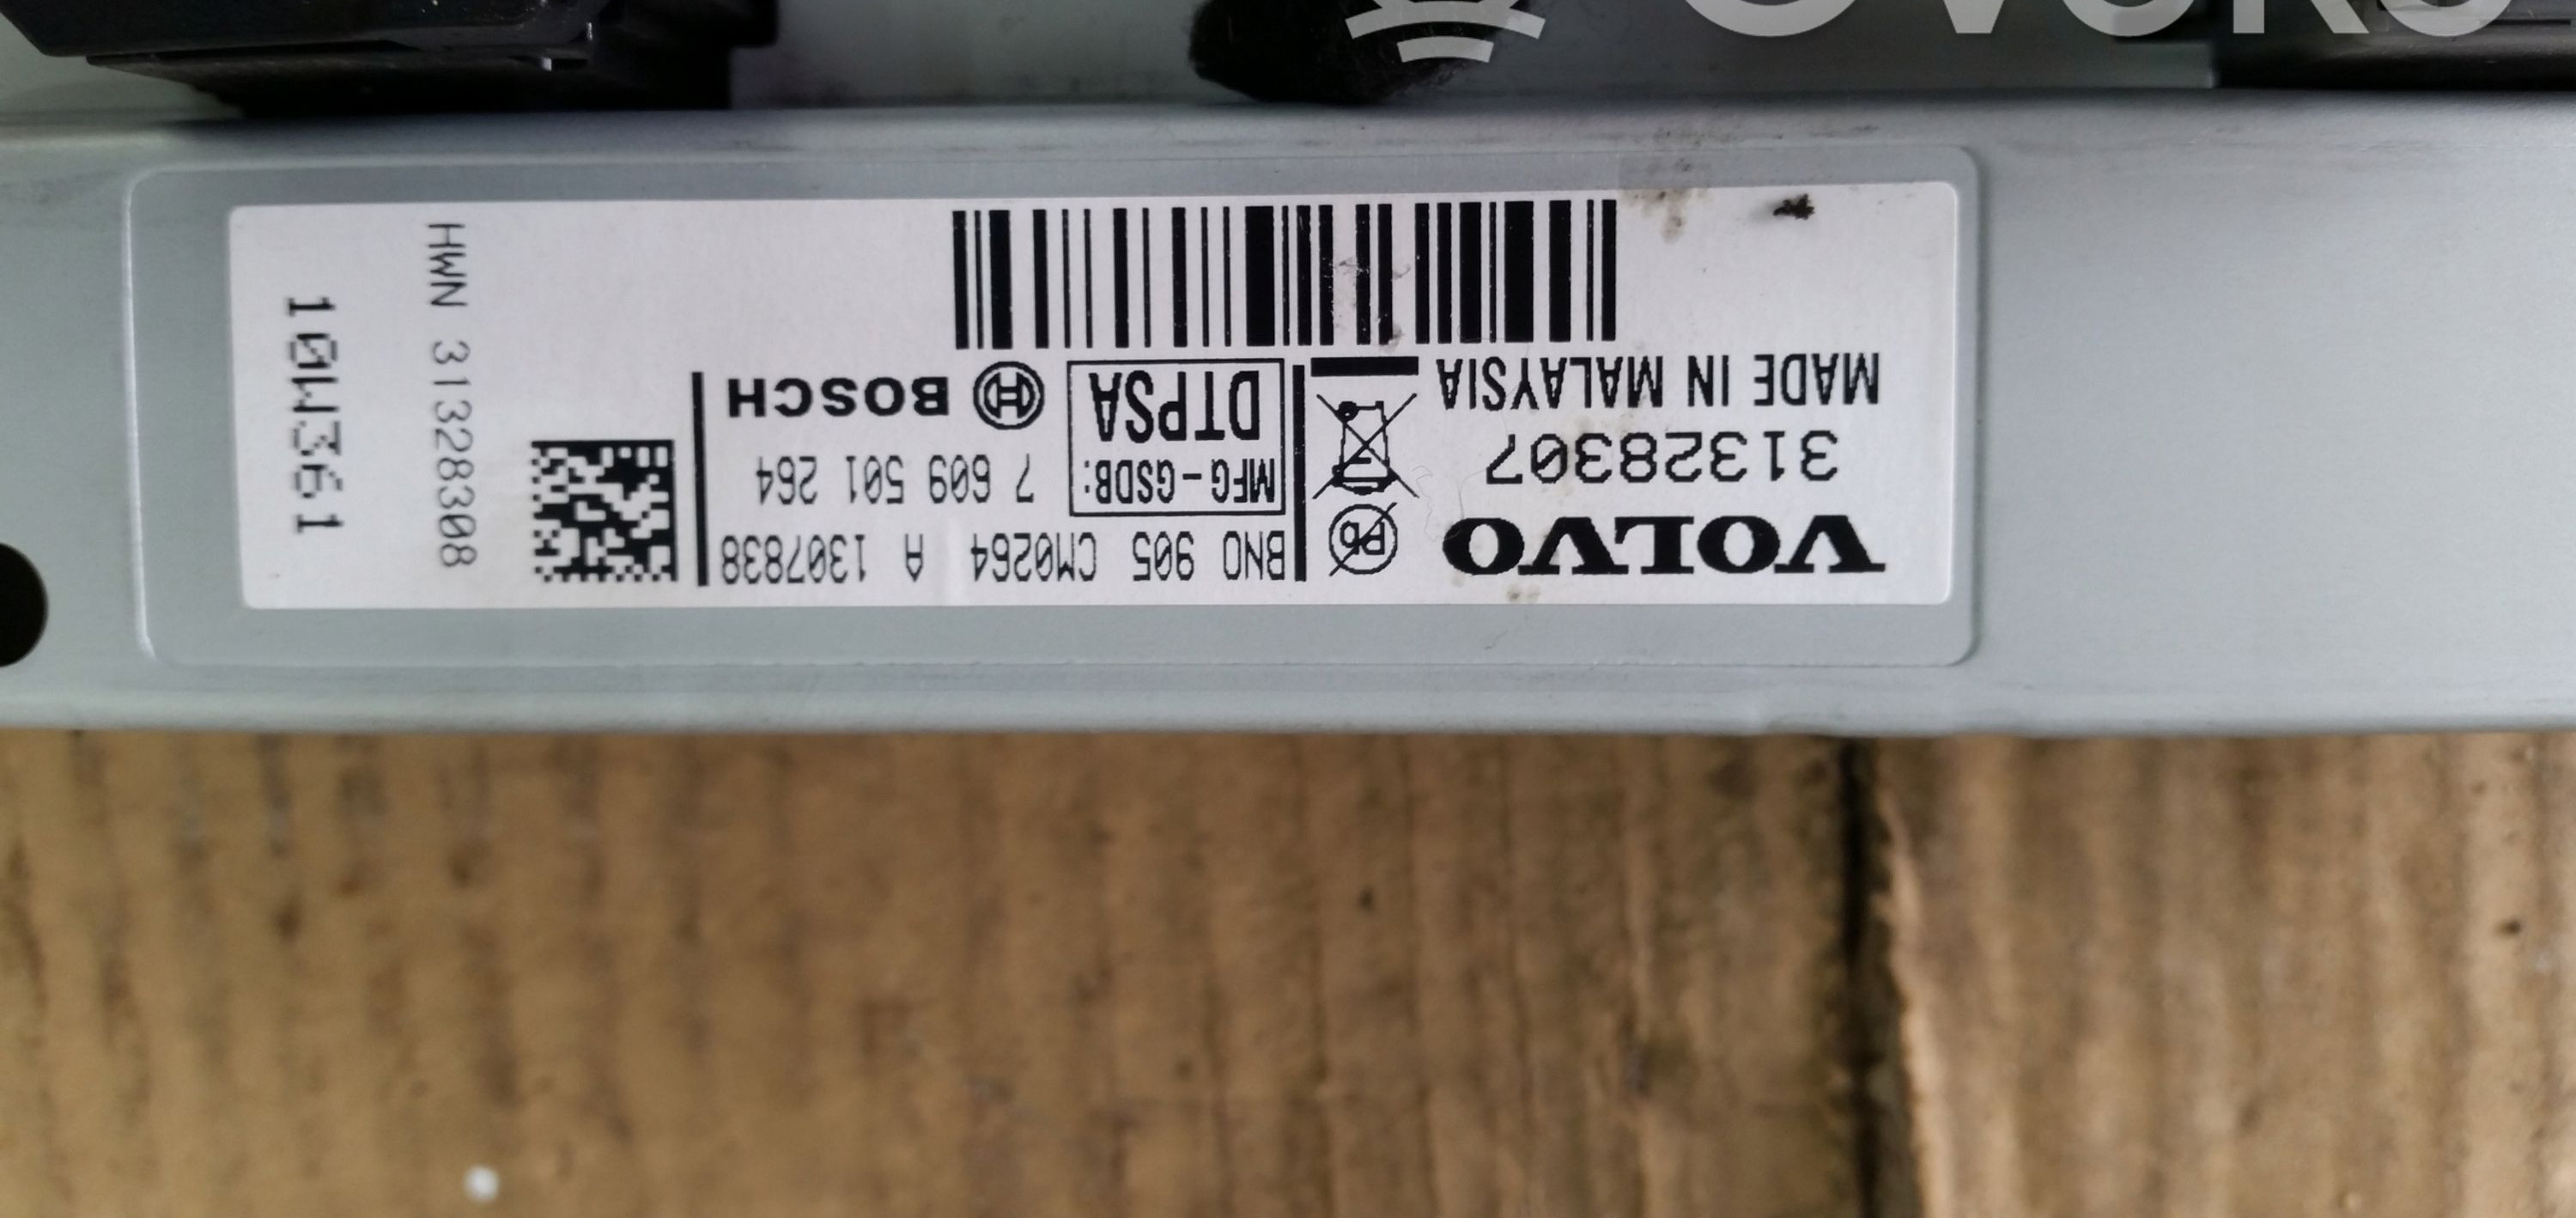 VOLVO
31328307
MADE IN MALAYSIA
Pb
BNO 905 CM0264 A 1307838
MFG-GSDB:
DTPSA
7 609 501 264
BOSCH
HWN 31328308
10W361